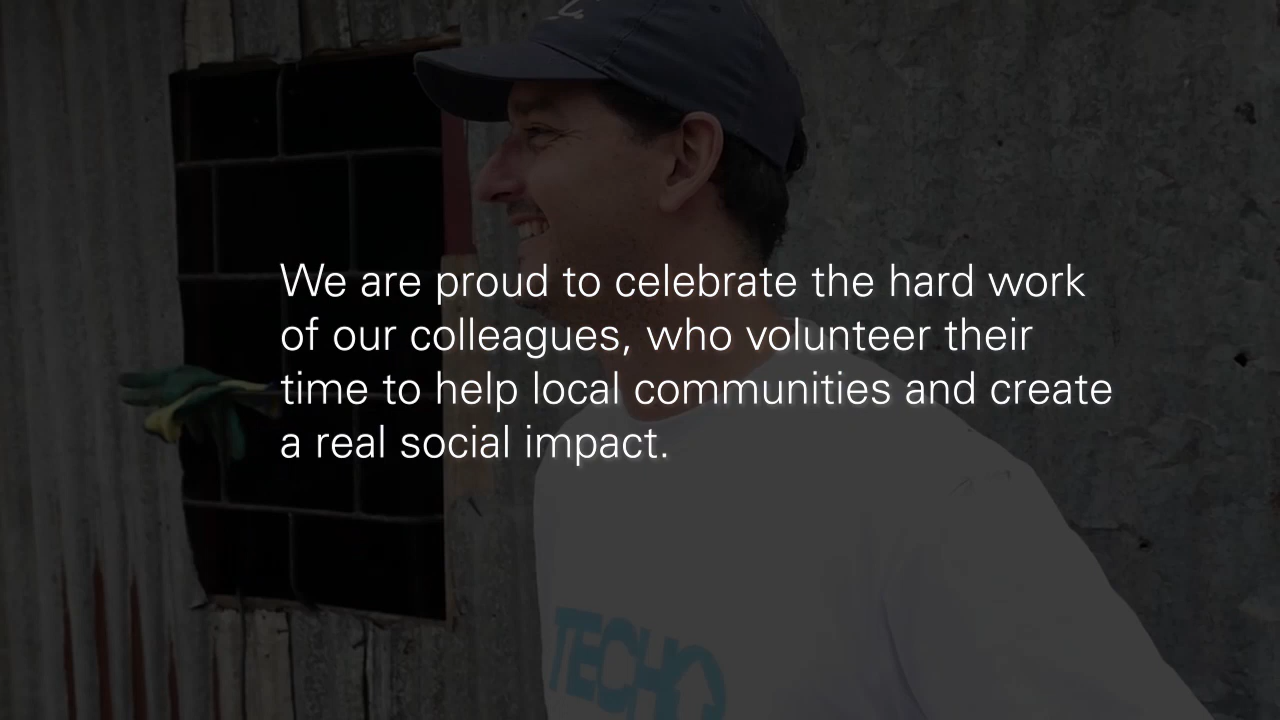 We are proud to celebrate the hard work
of our colleagues, who volunteer their
time to help local communities and create
a real social impact.
TECHO